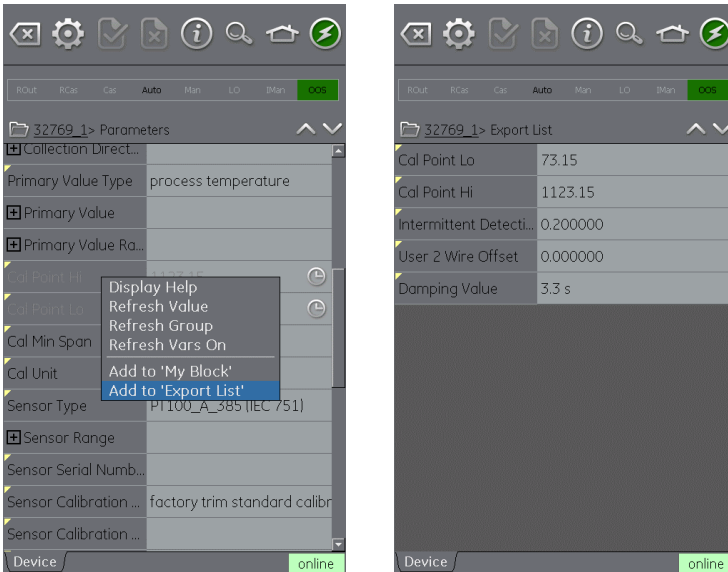 ROut RCas Cas Auto Man LO IMan OOS
32769_1> Parameters
Collection Direct...
Primary Value Type process temperature
Primary Value
Primary Value Ra...
Cal Point Hi 1123.15
Cal Point Lo
Cal Min Span
Cal Unit
Sensor Type PT100_A_385 (IEC 751)
Sensor Range
Sensor Serial Numb...
Sensor Calibration ... factory trim standard calibr
Sensor Calibration ...
Display Help
Refresh Value
Refresh Group
Refresh Vars On
Add to 'My Block'
Add to 'Export List'
Device online
ROut RCas Cas Auto Man LO IMan OOS
32769_1> Export List
Cal Point Lo 73.15
Cal Point Hi 1123.15
Intermittent Detecti... 0.200000
User 2 Wire Offset 0.000000
Damping Value 3.3 s
Device online